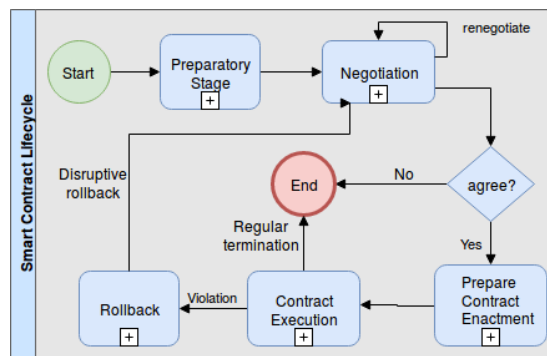 Smart Contract Lifecycle
renegotiate
Start
Preparatory
Stage
Negotiation
Disruptive
rollback
End
No
agree?
Regular
termination
Yes
Rollback
Violation
Contract
Execution
Prepare
Contract
Enactment